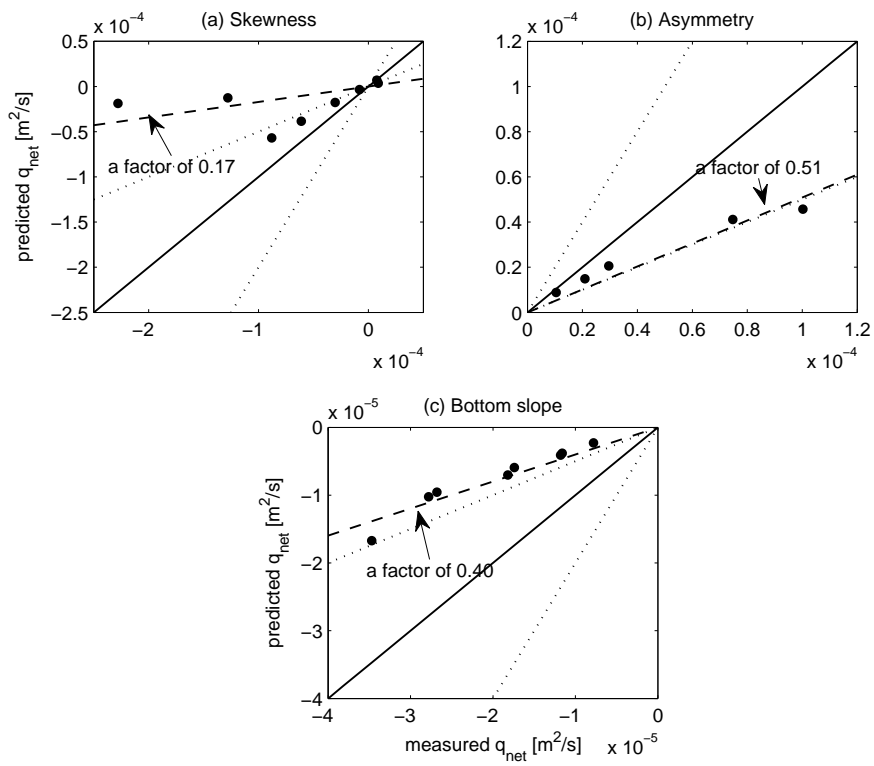 (a) Skewness
x 10⁻⁴
0.5
0
−0.5
−1
−1.5
−2
−2.5
−2
−1
0
x 10⁻⁴
predicted q_net [m²/s]
a factor of 0.17
(b) Asymmetry
x 10⁻⁴
1.2
1
0.8
0.6
0.4
0.2
0
0
0.2
0.4
0.6
0.8
1
1.2
x 10⁻⁴
a factor of 0.51
(c) Bottom slope
x 10⁻⁵
0
−1
−2
−3
−4
−4
−3
−2
−1
0
predicted q_net [m²/s]
a factor of 0.40
measured q_net [m²/s]
x 10⁻⁵